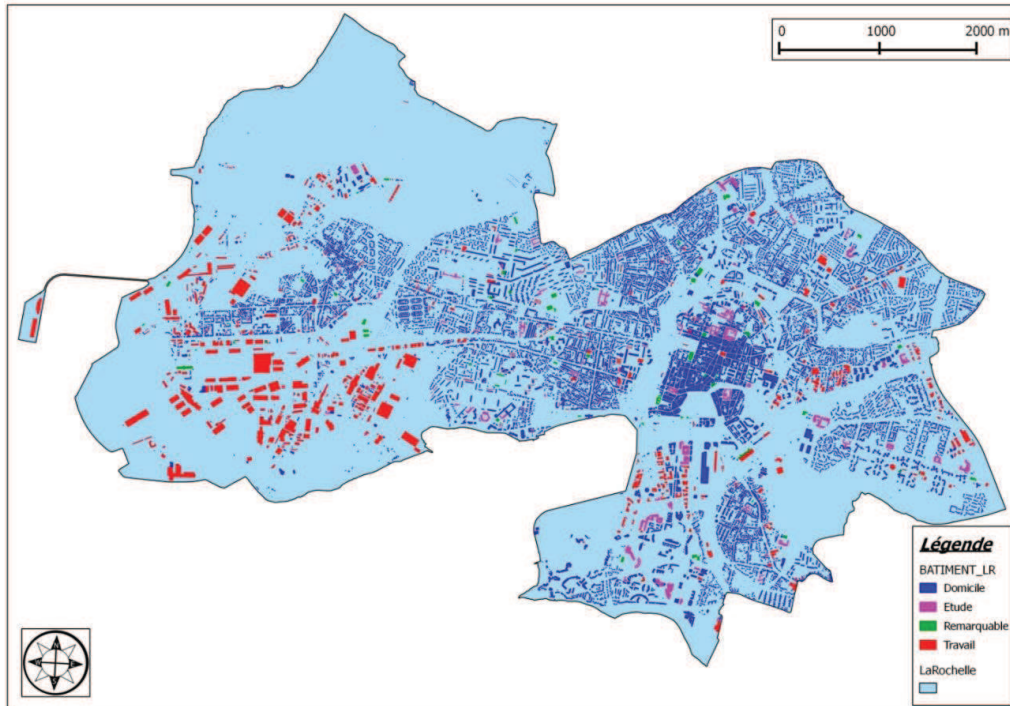 0 1000 2000 m
Légende
BATIMENT_LR
Domicile
Etude
Remarquable
Travail
LaRochelle